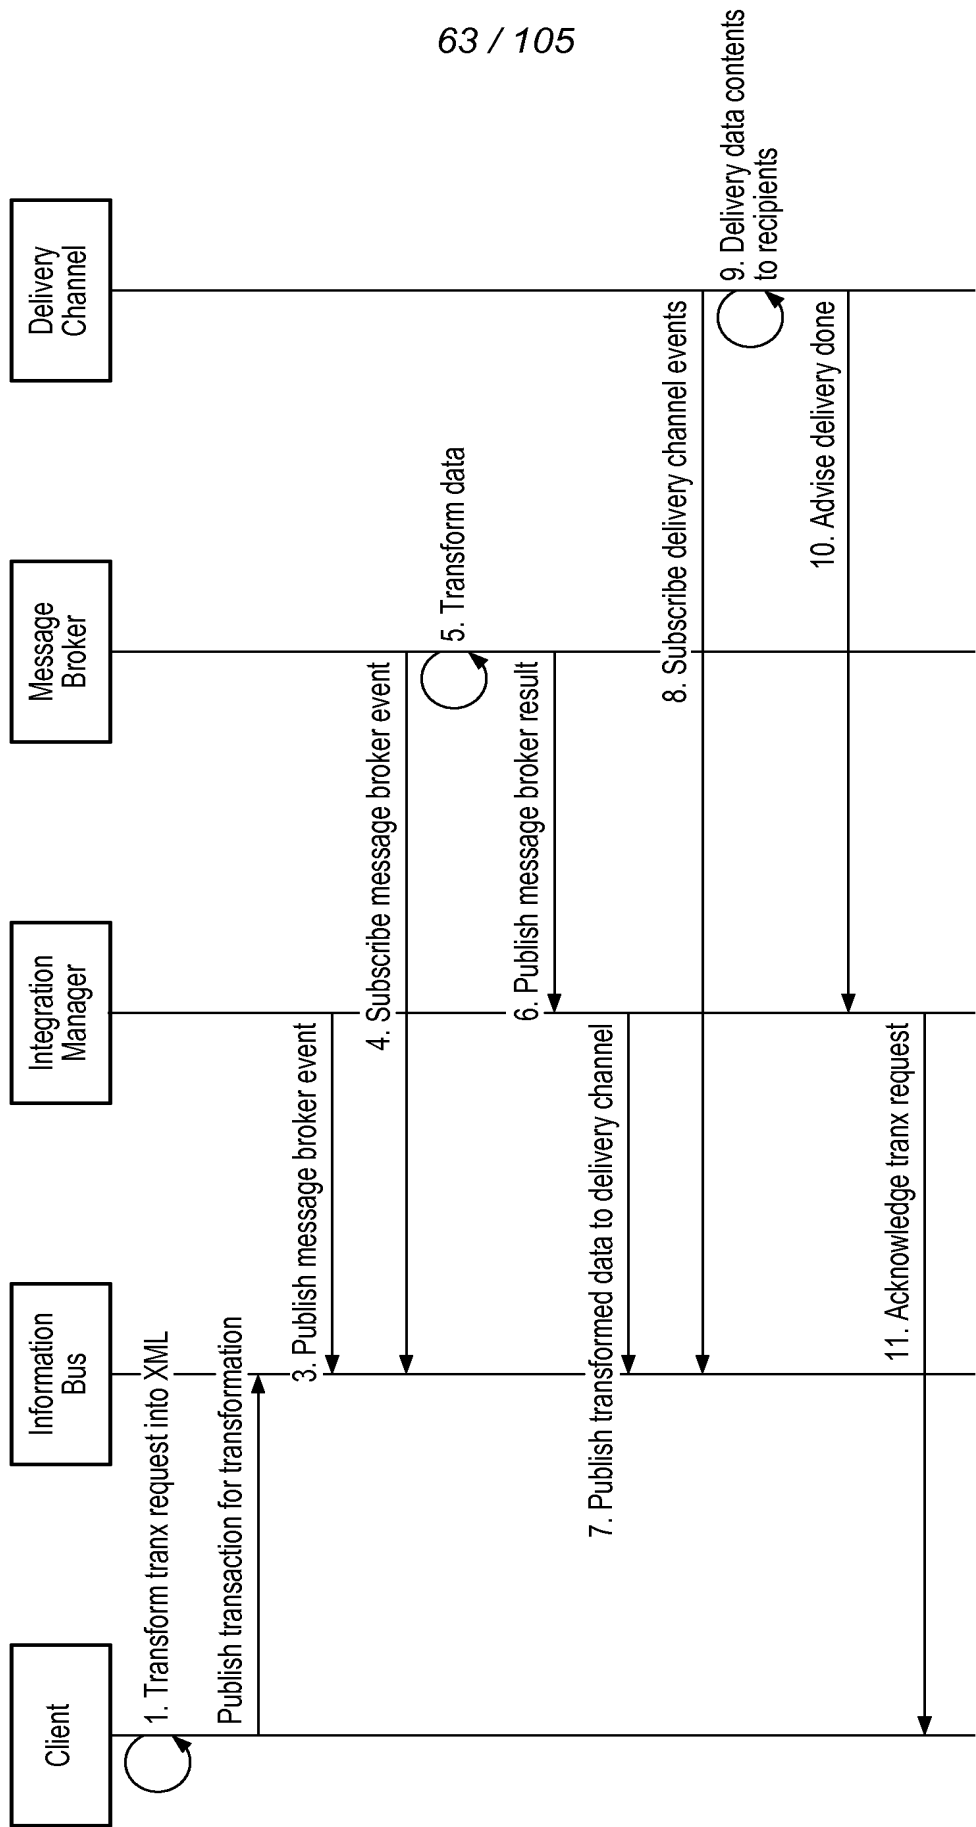 63 / 105
Client
Information
Bus
Integration
Manager
Message
Broker
Delivery
Channel
1. Transform tranx request into XML
Publish transaction for transformation
3. Publish message broker event
4. Subscribe message broker event
5. Transform data
6. Publish message broker result
7. Publish transformed data to delivery channel
8. Subscribe delivery channel events
9. Delivery data contents
to recipients
10. Advise delivery done
11. Acknowledge tranx request